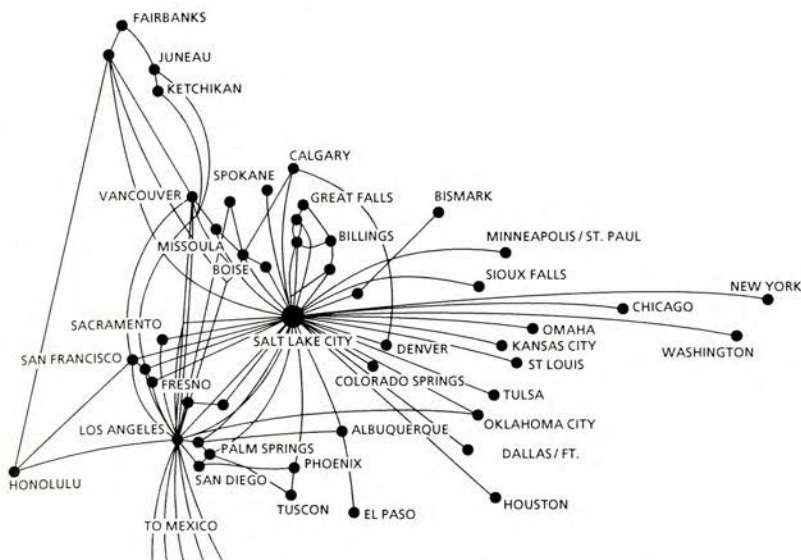 FAIRBANKS
JUNEAU
KETCHIKAN
CALGARY
SPOKANE
VANCOUVER
GREAT FALLS
BISMARK
MISSOULA
BILLINGS
MINNEAPOLIS / ST. PAUL
BOISE
SIOUX FALLS
NEW YORK
CHICAGO
SACRAMENTO
OMAHA
SALT LAKE CITY
DENVER
KANSAS CITY
WASHINGTON
SAN FRANCISCO
ST LOUIS
FRESNO
COLORADO SPRINGS
TULSA
OKLAHOMA CITY
LOS ANGELES
ALBUQUERQUE
PALM SPRINGS
DALLAS / FT.
PHOENIX
SAN DIEGO
HONOLULU
HOUSTON
TUSCON
EL PASO
TO MEXICO